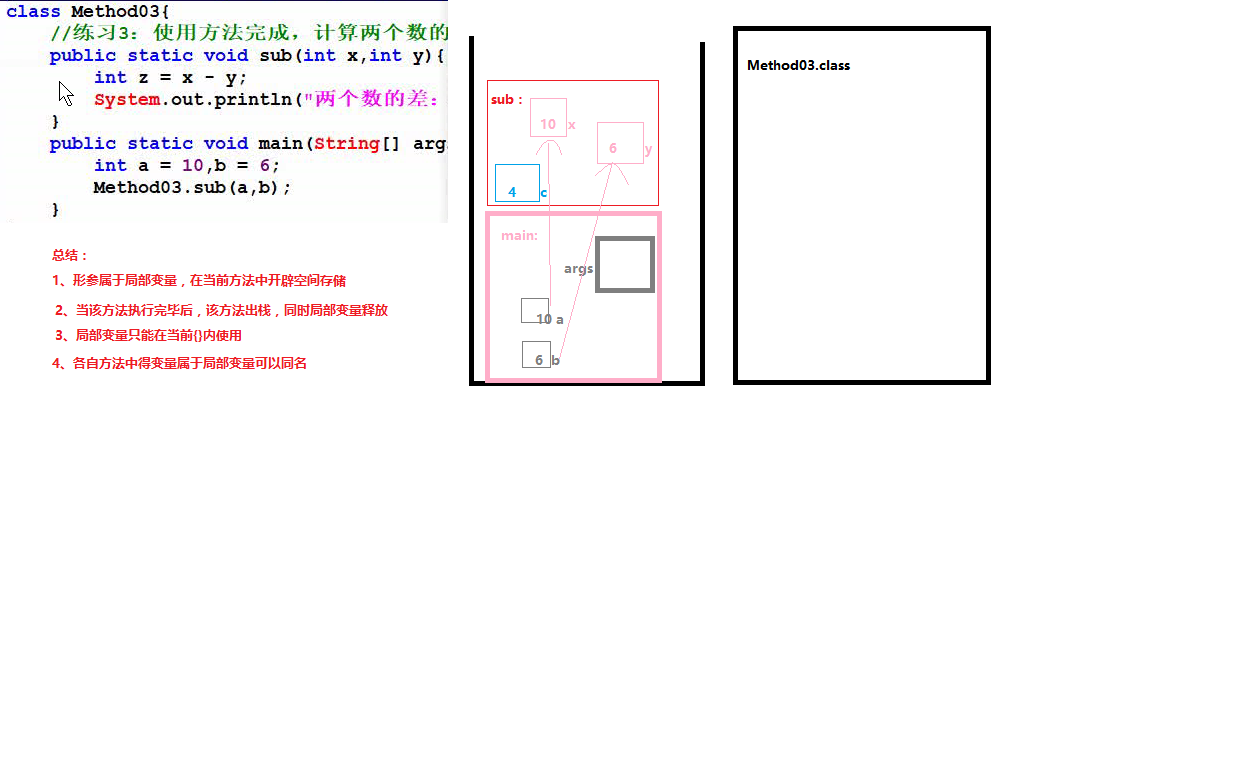 class Method03{
//练习3：使用方法完成，计算两个数的
public static void sub(int x,int y){
int z = x - y;
System.out.println("两个数的差：
}
public static void main(String[] arg
int a = 10,b = 6;
Method03.sub(a,b);
}
总结：
1、形参属于局部变量，在当前方法中开辟空间存储
2、当该方法执行完毕后，该方法出栈，同时局部变量释放
3、局部变量只能在当前{}内使用
4、各自方法中得变量属于局部变量可以同名
sub：
10 x
6 y
4 c
main:
args
10 a
6 b
Method03.class